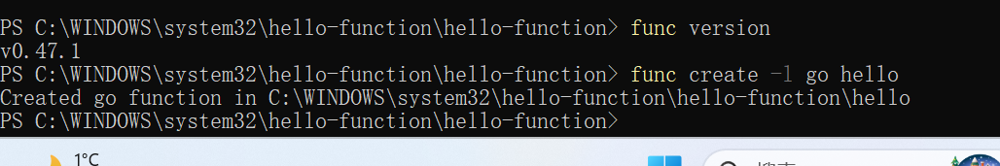 PS C:\WINDOWS\system32\hello-function\hello-function> func version
v0.47.1
PS C:\WINDOWS\system32\hello-function\hello-function> func create -l go hello
Created go function in C:\WINDOWS\system32\hello-function\hello-function\hello
PS C:\WINDOWS\system32\hello-function\hello-function>
1°C
搜索